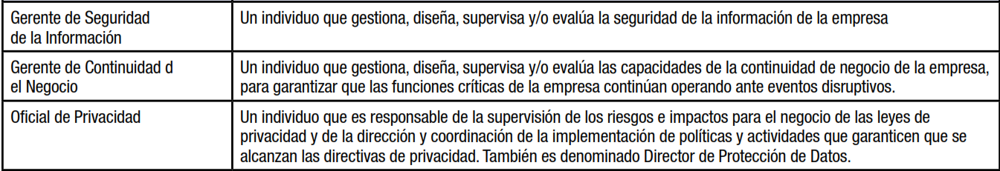 Gerente de Seguridad
de la Información
Un individuo que gestiona, diseña, supervisa y/o evalúa la seguridad de la información de la empresa
Gerente de Continuidad d
el Negocio
Un individuo que gestiona, diseña, supervisa y/o evalúa las capacidades de la continuidad de negocio de la empresa,
para garantizar que las funciones críticas de la empresa continúan operando ante eventos disruptivos.
Oficial de Privacidad
Un individuo que es responsable de la supervisión de los riesgos e impactos para el negocio de las leyes de
privacidad y de la dirección y coordinación de la implementación de políticas y actividades que garanticen que se
alcanzan las directivas de privacidad. También es denominado Director de Protección de Datos.